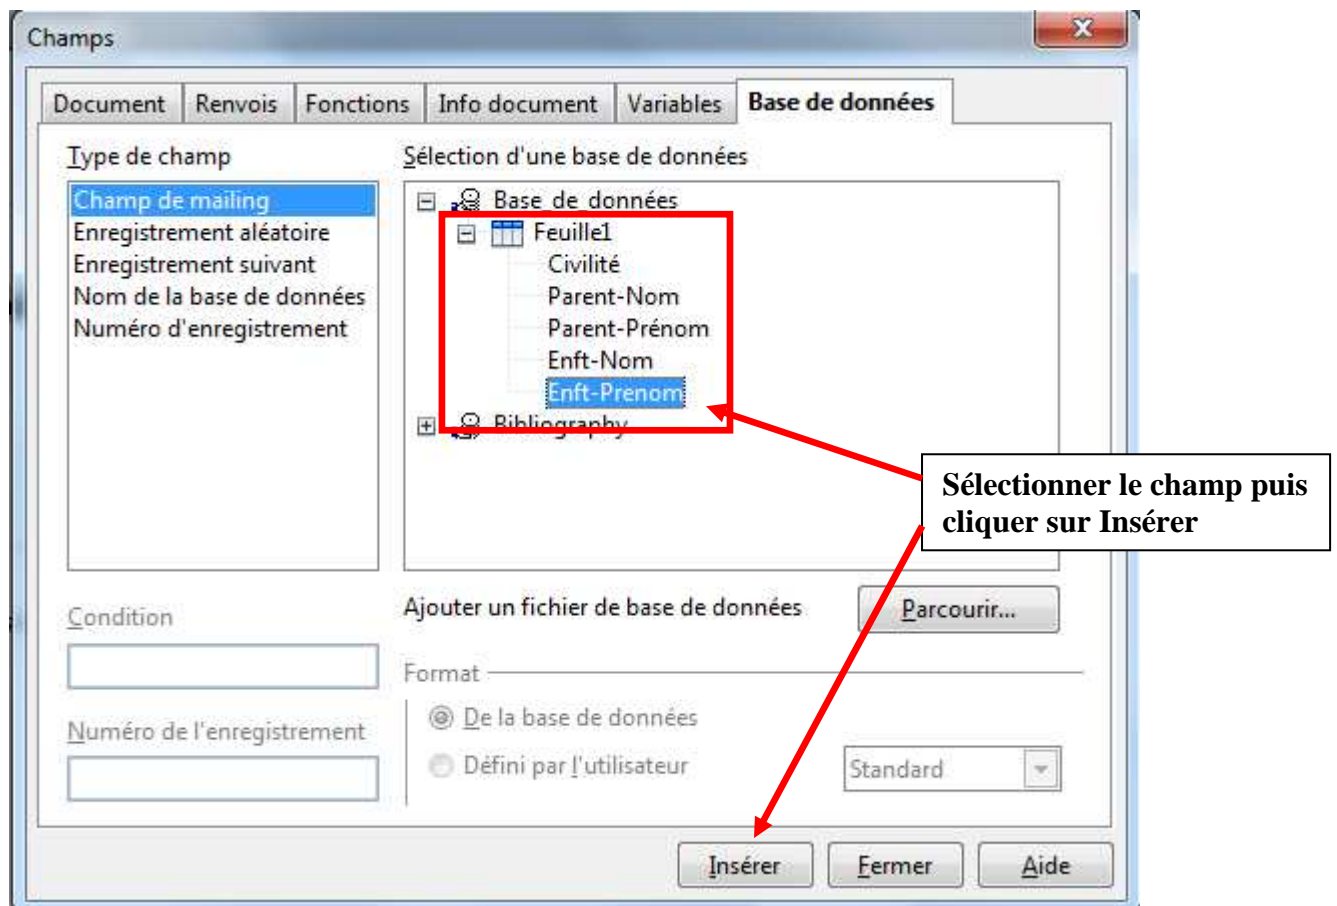 Champs
Document Renvois Fonctions Info document Variables Base de données
Type de champ
Sélection d'une base de données
Champ de mailing
Enregistrement aléatoire
Enregistrement suivant
Nom de la base de données
Numéro d'enregistrement
Base_de_données
Feuille1
Civilité
Parent-Nom
Parent-Prénom
Enft-Nom
Enft-Prenom
Bibliography
Sélectionner le champ puis
cliquer sur Insérer
Condition
Ajouter un fichier de base de données
Parcourir...
Format
Numéro de l'enregistrement
De la base de données
Défini par l'utilisateur
Standard
Insérer Fermer Aide